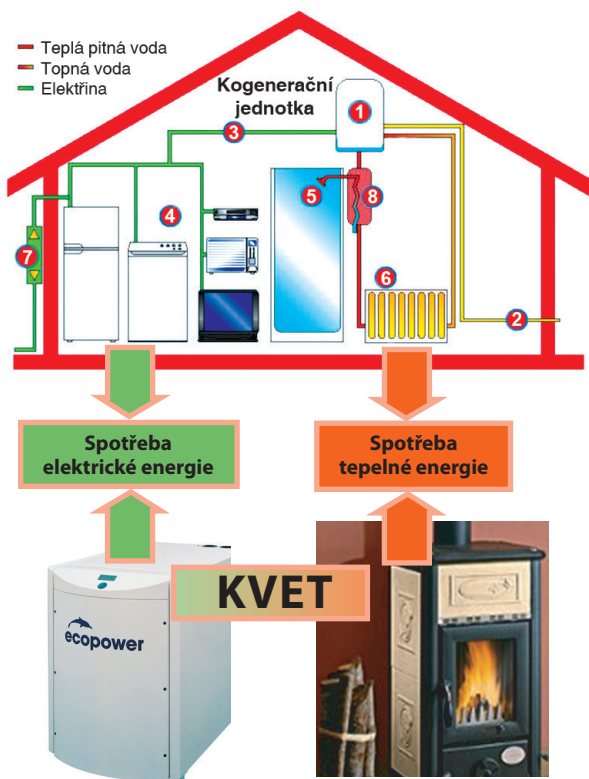 Teplá pitná voda
Topná voda
Elektřina
Kogenerační
jednotka
1
3
5
8
4
7
6
2
Spotřeba
elektrické energie
Spotřeba
tepelné energie
KVET
ecopower